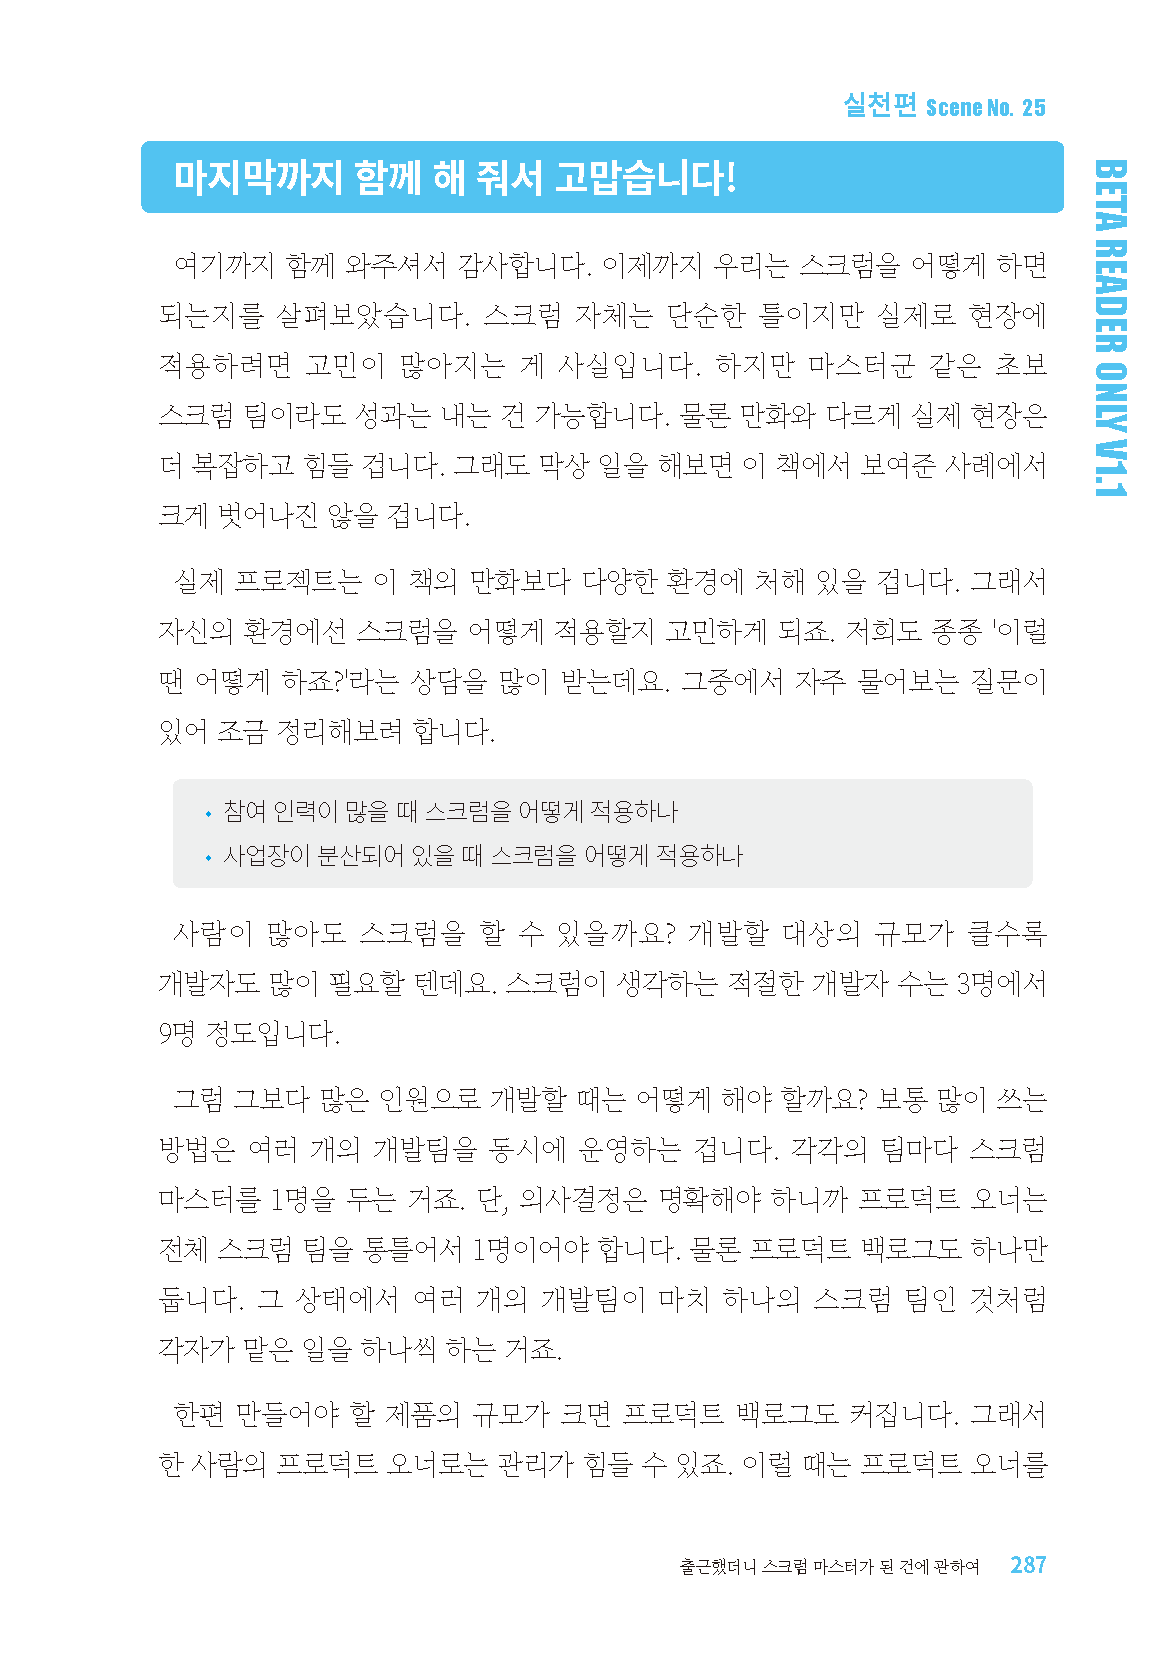 실천편 Scene No. 25
마지막까지 함께 해 줘서 고맙습니다!
BETA READER ONLY V1.1
여기까지 함께 와주셔서 감사합니다. 이제까지 우리는 스크럼을 어떻게 하면
되는지를 살펴보았습니다. 스크럼 자체는 단순한 틀이지만 실제로 현장에
적용하려면 고민이 많아지는 게 사실입니다. 하지만 마스터군 같은 초보
스크럼 팀이라도 성과는 내는 건 가능합니다. 물론 만화와 다르게 실제 현장은
더 복잡하고 힘들 겁니다. 그래도 막상 일을 해보면 이 책에서 보여준 사례에서
크게 벗어나진 않을 겁니다.
실제 프로젝트는 이 책의 만화보다 다양한 환경에 처해 있을 겁니다. 그래서
자신의 환경에선 스크럼을 어떻게 적용할지 고민하게 되죠. 저희도 종종 '이럴
땐 어떻게 하죠?'라는 상담을 많이 받는데요. 그중에서 자주 물어보는 질문이
있어 조금 정리해보려 합니다.
• 참여 인력이 많을 때 스크럼을 어떻게 적용하나
• 사업장이 분산되어 있을 때 스크럼을 어떻게 적용하나
사람이 많아도 스크럼을 할 수 있을까요? 개발할 대상의 규모가 클수록
개발자도 많이 필요할 텐데요. 스크럼이 생각하는 적절한 개발자 수는 3명에서
9명 정도입니다.
그럼 그보다 많은 인원으로 개발할 때는 어떻게 해야 할까요? 보통 많이 쓰는
방법은 여러 개의 개발팀을 동시에 운영하는 겁니다. 각각의 팀마다 스크럼
마스터를 1명을 두는 거죠. 단, 의사결정은 명확해야 하니까 프로덕트 오너는
전체 스크럼 팀을 통틀어서 1명이어야 합니다. 물론 프로덕트 백로그도 하나만
둡니다. 그 상태에서 여러 개의 개발팀이 마치 하나의 스크럼 팀인 것처럼
각자가 맡은 일을 하나씩 하는 거죠.
한편 만들어야 할 제품의 규모가 크면 프로덕트 백로그도 커집니다. 그래서
한 사람의 프로덕트 오너로는 관리가 힘들 수 있죠. 이럴 때는 프로덕트 오너를
출근했더니 스크럼 마스터가 된 건에 관하여 287